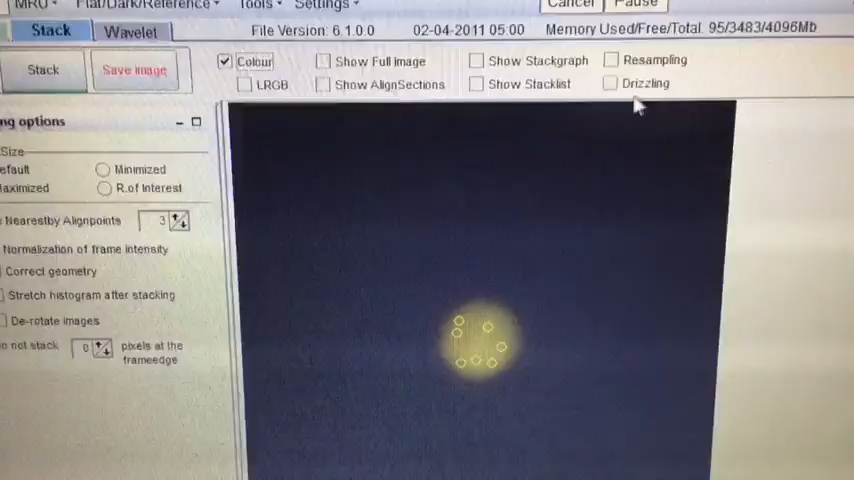 MRU Flat/Dark/Reference Tools Settings Cancel Pause
Stack Wavelet File Version: 6.1.0.0 02-04-2011 05:00 Memory Used/Free/Total. 95/3483/4096Mb
Stack Save image Colour Show Full Image Show Stackgraph Resampling
LRGB Show AlignSections Show Stacklist Drizzling
ng options
Size
efault Minimized
aximized R.of Interest
Nearestby Alignpoints 3
Normalization of frame intensity
Correct geometry
Stretch histogram after stacking
De-rotate images
o not stack 0 pixels at the
frameedge